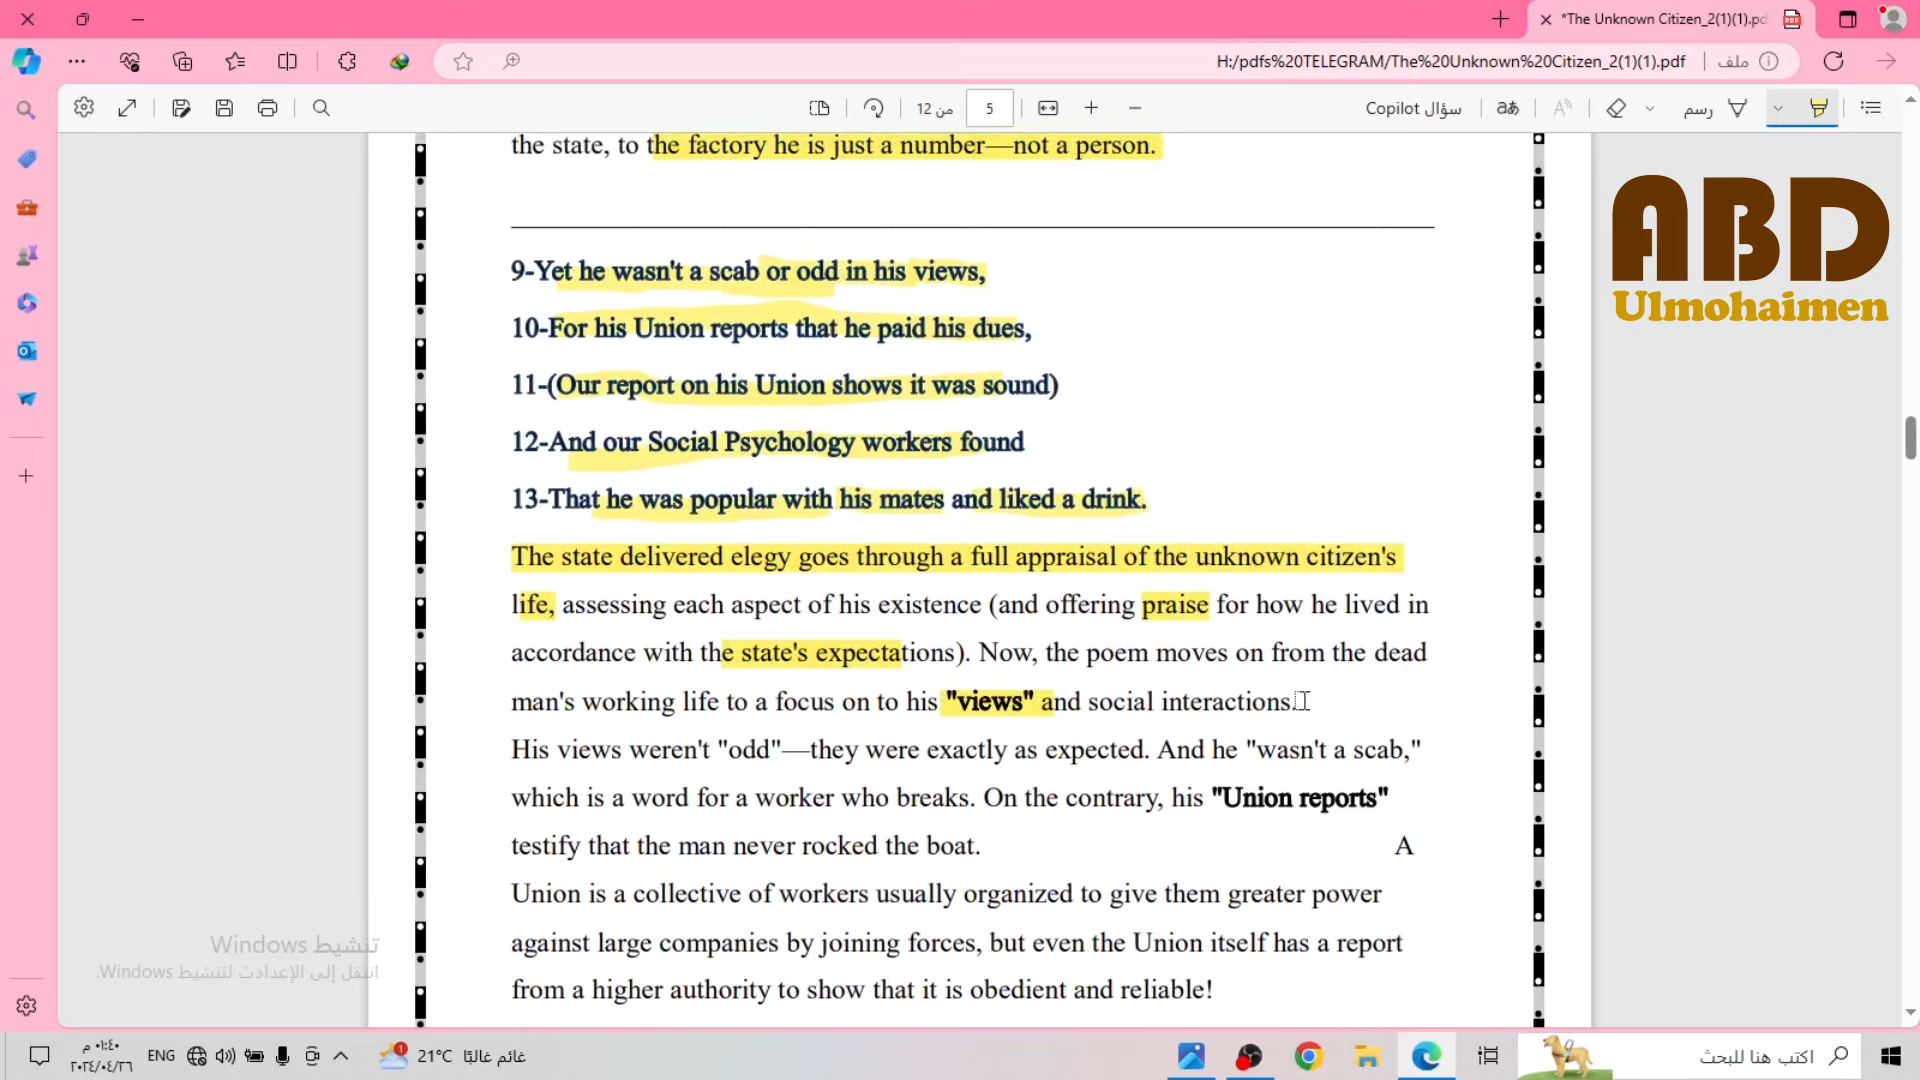 *The Unknown Citizen_2(1)(1).pd
H:/pdfs%20TELEGRAM/The%20Unknown%20Citizen_2(1)(1).pdf
ملف
12 من
5
سؤال Copilot
رسم
the state, to the factory he is just a number—not a person.
9-Yet he wasn't a scab or odd in his views,
10-For his Union reports that he paid his dues,
11-(Our report on his Union shows it was sound)
12-And our Social Psychology workers found
13-That he was popular with his mates and liked a drink.
The state delivered elegy goes through a full appraisal of the unknown citizen's
life, assessing each aspect of his existence (and offering praise for how he lived in
accordance with the state's expectations). Now, the poem moves on from the dead
man's working life to a focus on to his "views" and social interactions.
His views weren't "odd"—they were exactly as expected. And he "wasn't a scab,"
which is a word for a worker who breaks. On the contrary, his "Union reports"
testify that the man never rocked the boat. A
Union is a collective of workers usually organized to give them greater power
against large companies by joining forces, but even the Union itself has a report
from a higher authority to show that it is obedient and reliable!
ABD
Ulmohaimen
تنشيط Windows
انتقل إلى الإعدادت لتنشيط Windows.
٠١:٤٠ م
٢٠٢٤/٠٤/٢٦
ENG
1
21°C غائم غالبًا
اكتب هنا للبحث